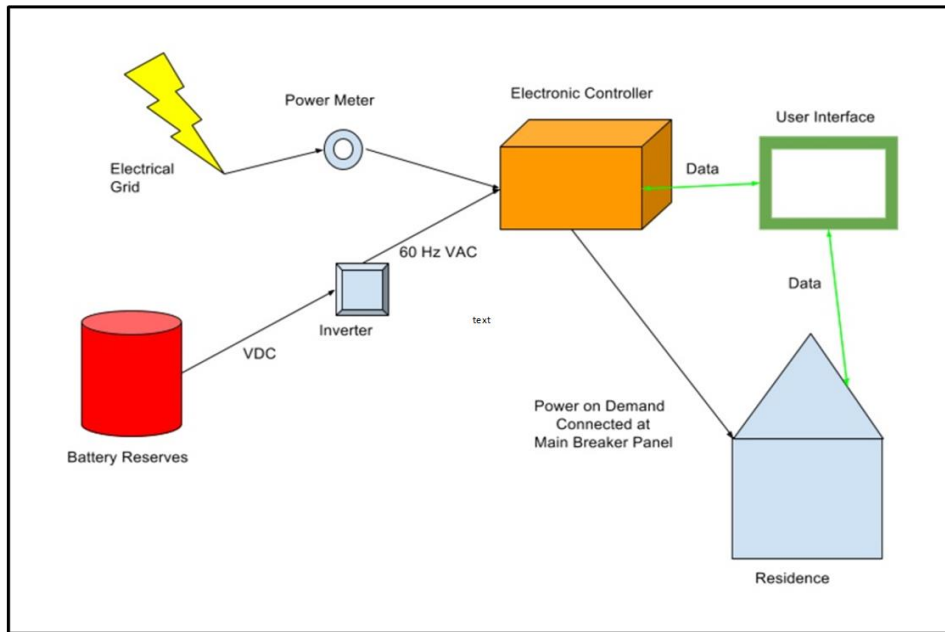 Electronic Controller
Power Meter
User Interface
Electrical
Grid
Data
60 Hz VAC
Data
Inverter
text
VDC
Power on Demand
Connected at
Main Breaker Panel
Battery Reserves
Residence